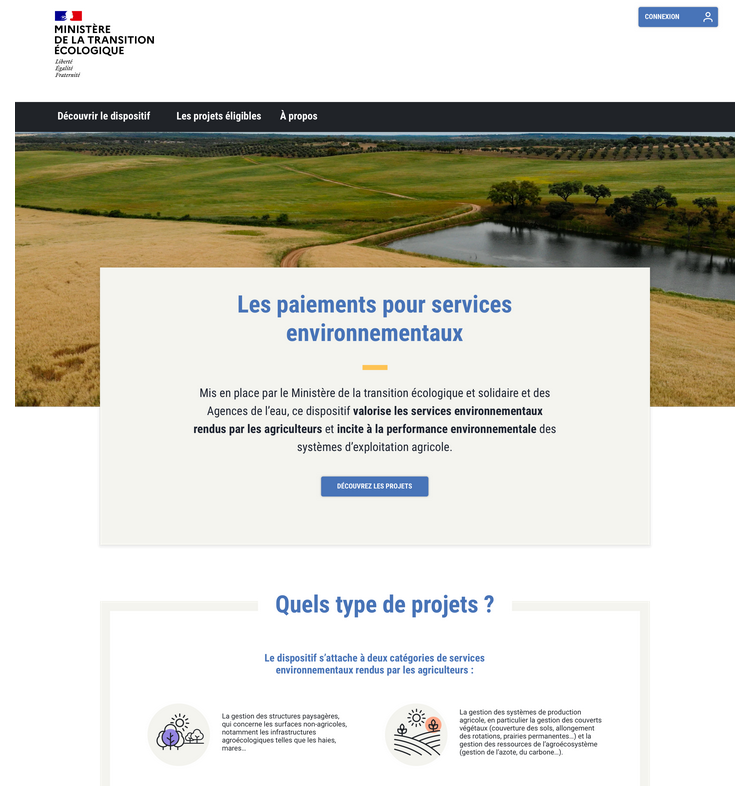 MINISTÈRE
DE LA TRANSITION
ÉCOLOGIQUE
Liberté
Égalité
Fraternité
CONNEXION
Découvrir le dispositif Les projets éligibles À propos
Les paiements pour services
environnementaux
Mis en place par le Ministère de la transition écologique et solidaire et des
Agences de l'eau, ce dispositif valorise les services environnementaux
rendus par les agriculteurs et incite à la performance environnementale des
systèmes d'exploitation agricole.
DÉCOUVREZ LES PROJETS
Quels type de projets ?
Le dispositif s'attache à deux catégories de services
environnementaux rendus par les agriculteurs :
La gestion des structures paysagères,
qui concerne les surfaces non-agricoles,
notamment les infrastructures
agroécologiques telles que les haies,
mares...
La gestion des systèmes de production
agricole, en particulier la gestion des couverts
végétaux (couverture des sols, allongement
des rotations, prairies permanentes...) et la
gestion des ressources de l'agroécosystème
(gestion de l'azote, du carbone...).